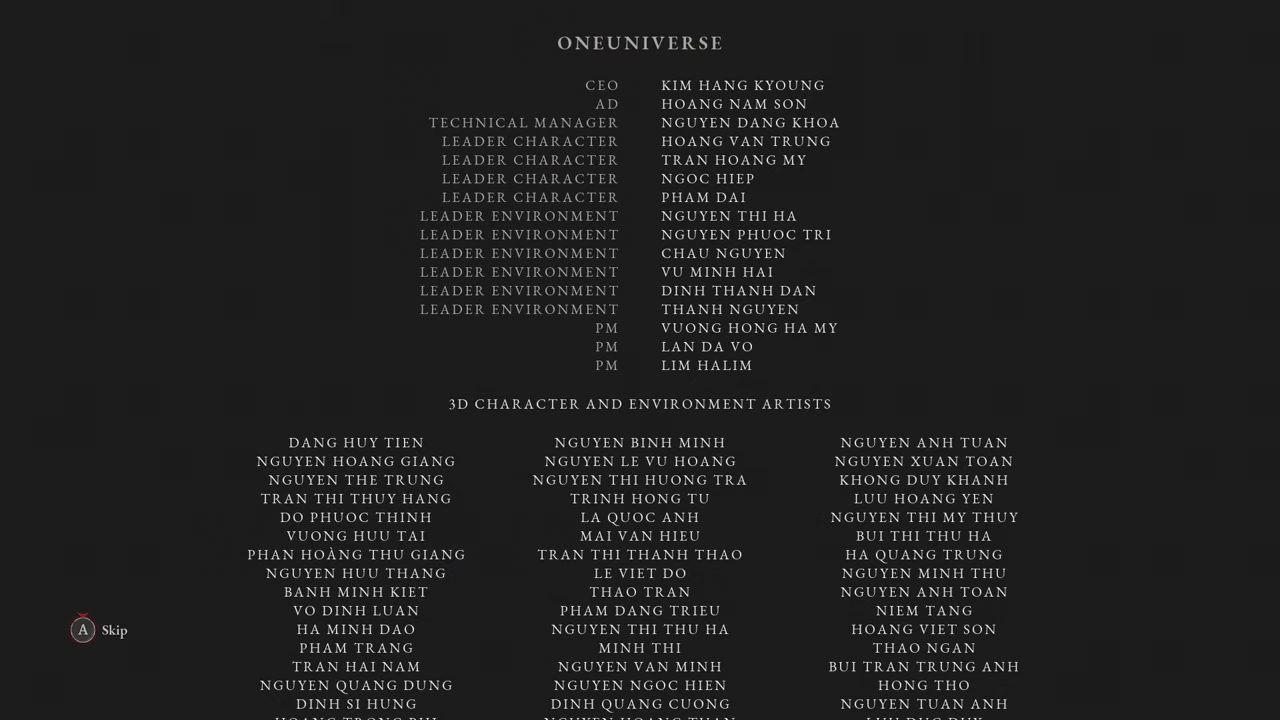 ONEUNIVERSE
CEO KIM HANG KYOUNG
AD HOANG NAM SON
TECHNICAL MANAGER NGUYEN DANG KHOA
LEADER CHARACTER HOANG VAN TRUNG
LEADER CHARACTER TRAN HOANG MY
LEADER CHARACTER NGOC HIEP
LEADER CHARACTER PHAM DAI
LEADER ENVIRONMENT NGUYEN THI HA
LEADER ENVIRONMENT NGUYEN PHUOC TRI
LEADER ENVIRONMENT CHAU NGUYEN
LEADER ENVIRONMENT VU MINH HAI
LEADER ENVIRONMENT DINH THANH DAN
LEADER ENVIRONMENT THANH NGUYEN
PM VUONG HONG HA MY
PM LAN DA VO
PM LIM HALIM
3D CHARACTER AND ENVIRONMENT ARTISTS
DANG HUY TIEN NGUYEN BINH MINH NGUYEN ANH TUAN
NGUYEN HOANG GIANG NGUYEN LE VU HOANG NGUYEN XUAN TOAN
NGUYEN THE TRUNG NGUYEN THI HUONG TRA KHONG DUY KHANH
TRAN THI THUY HANG TRINH HONG TU LUU HOANG YEN
DO PHUOC THINH LA QUOC ANH NGUYEN THI MY THUY
VUONG HUU TAI MAI VAN HIEU BUI THI THU HA
PHAN HOÀNG THU GIANG TRAN THI THANH THAO HA QUANG TRUNG
NGUYEN HUU THANG LE VIET DO NGUYEN MINH THU
BANH MINH KIET THAO TRAN NGUYEN ANH TOAN
VO DINH LUAN PHAM DANG TRIEU NIEM TANG
HA MINH DAO NGUYEN THI THU HA HOANG VIET SON
PHAM TRANG MINH THI THAO NGAN
TRAN HAI NAM NGUYEN VAN MINH BUI TRAN TRUNG ANH
NGUYEN QUANG DUNG NGUYEN NGOC HIEN HONG THO
DINH SI HUNG DINH QUANG CUONG NGUYEN TUAN ANH
A Skip